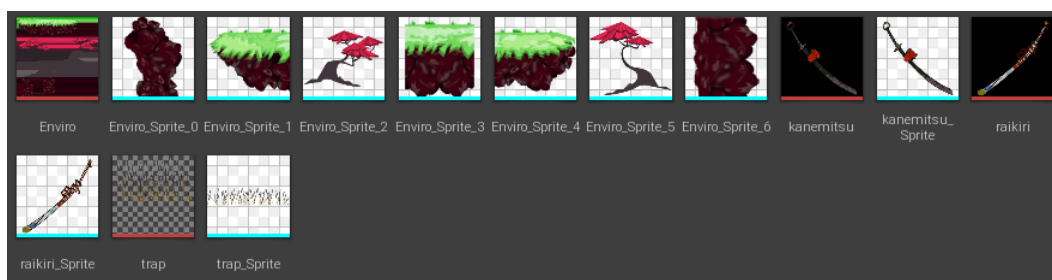 Enviro
Enviro_Sprite_0
Enviro_Sprite_1
Enviro_Sprite_2
Enviro_Sprite_3
Enviro_Sprite_4
Enviro_Sprite_5
Enviro_Sprite_6
kanemitsu
kanemitsu_
Sprite
raikiri
raikiri_Sprite
trap
trap_Sprite